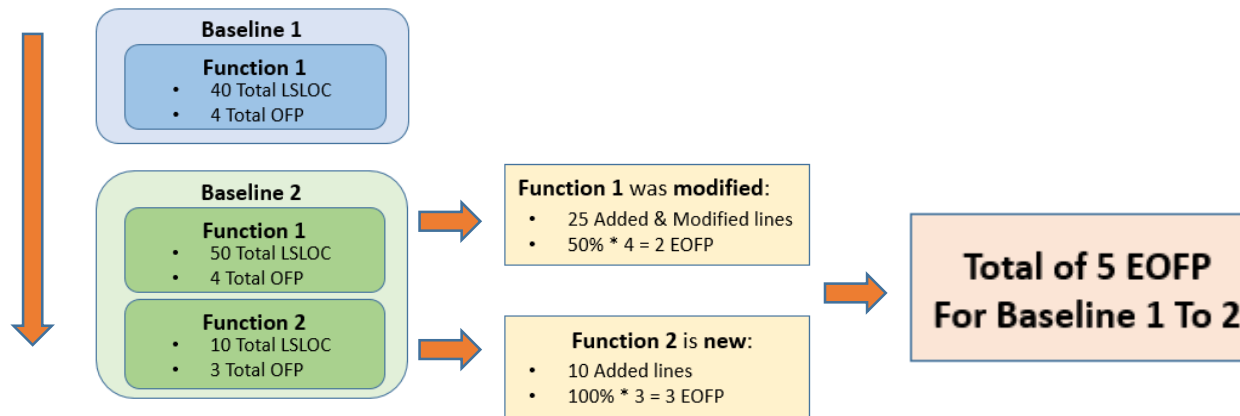 Baseline 1
Function 1
• 40 Total LSLOC
• 4 Total OFP
Baseline 2
Function 1
• 50 Total LSLOC
• 4 Total OFP
Function 2
• 10 Total LSLOC
• 3 Total OFP
Function 1 was modified:
• 25 Added & Modified lines
• 50% * 4 = 2 EOFP
Function 2 is new:
• 10 Added lines
• 100% * 3 = 3 EOFP
Total of 5 EOFP
For Baseline 1 To 2